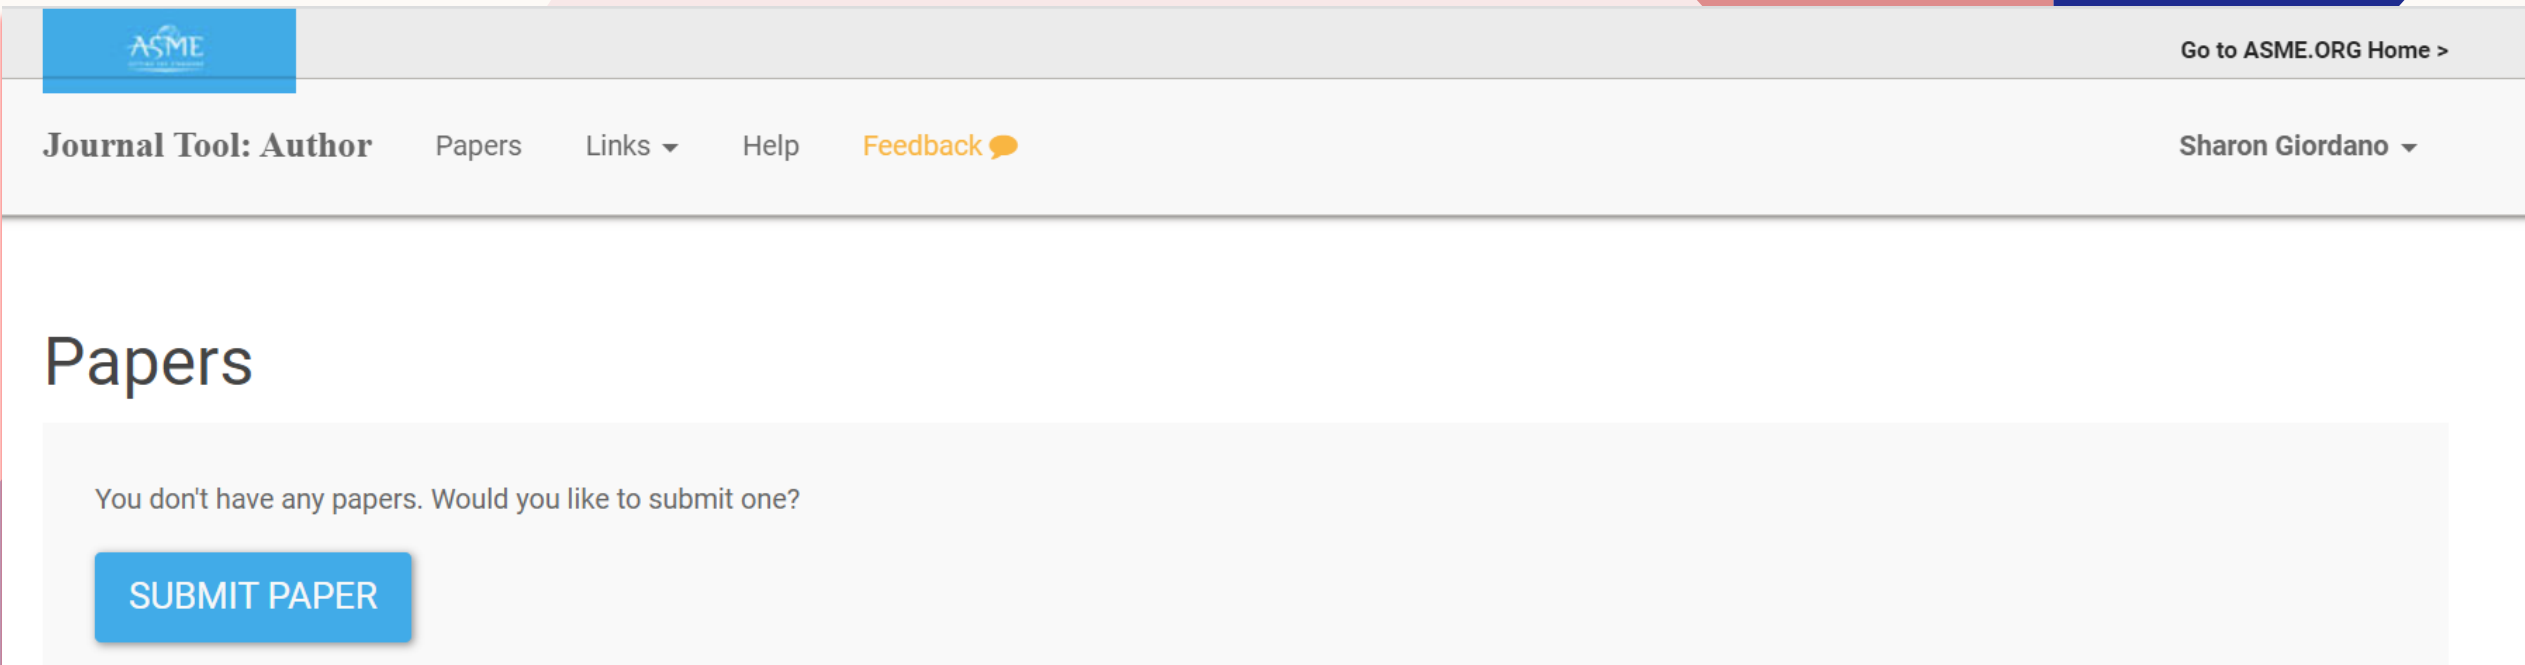 ASME
Go to ASME.ORG Home >
Journal Tool: Author Papers Links Help Feedback Sharon Giordano
Papers
You don't have any papers. Would you like to submit one?
SUBMIT PAPER